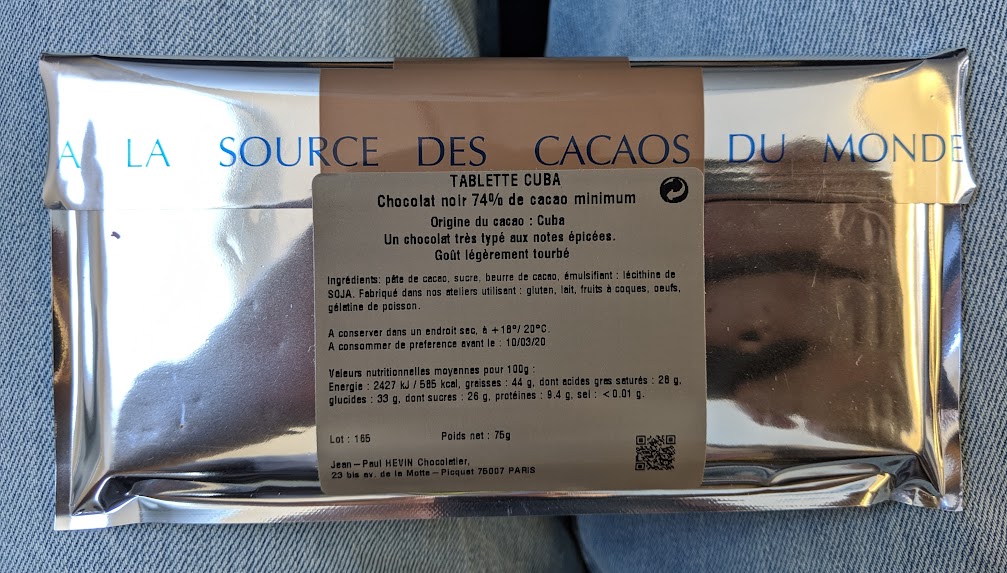 A LA SOURCE DES CACAOS DU MONDE
TABLETTE CUBA
Chocolat noir 74% de cacao minimum
Origine du cacao : Cuba
Un chocolat très typé aux notes épicées.
Goût légèrement tourbé
Ingrédients: pâte de cacao, sucre, beurre de cacao, émulsifiant : lécithine de
SOJA. Fabriqué dans nos ateliers utilisant : gluten, lait, fruits à coques, oeufs,
gélatine de poisson.
A conserver dans un endroit sec, à +18°/ 20°C.
A consommer de preference avant le : 10/03/20
Valeurs nutritionnelles moyennes pour 100g :
Energie : 2427 kJ / 585 kcal, graisses : 44 g, dont acides gras saturés : 28 g,
glucides : 33 g, dont sucres : 26 g, protéines : 9.4 g, sel : <0.01 g.
Lot : 165 Poids net : 75g
Jean-Paul HEVIN Chocolatier,
23 bis av. de la Motte-Picquet 75007 PARIS